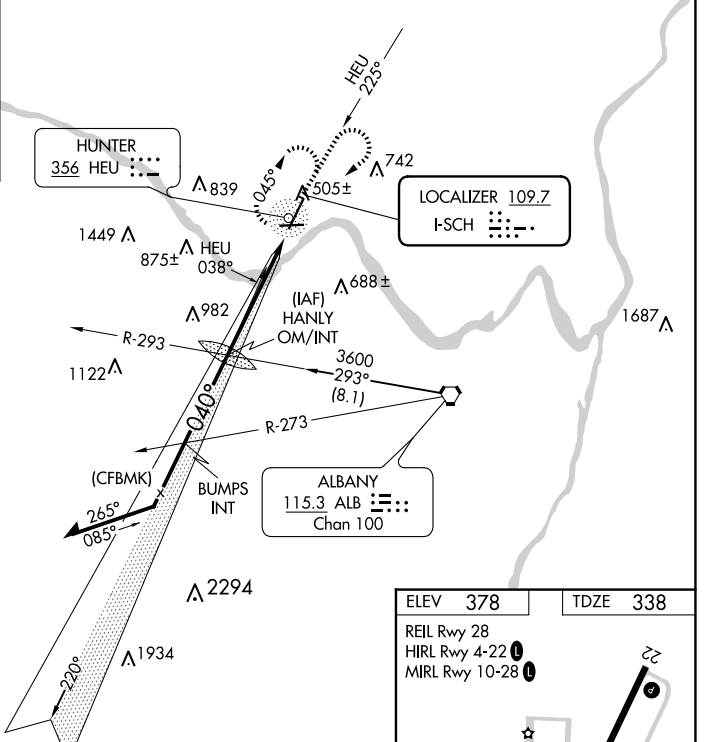 HEU
225°
HUNTER
356 HEU
045°
839
742
505±
LOCALIZER 109.7
I-SCH
1449
875±
HEU
038°
982
688±
(IAF)
HANLY
OM/INT
1687
R-293
1122
3600
293°
(8.1)
040°
R-273
(CFBMK)
BUMPS
INT
ALBANY
115.3 ALB
Chan 100
265°
085°
2294
1934
220°
ELEV 378
TDZE 338
REIL Rwy 28
HIRL Rwy 4-22 L
MIRL Rwy 10-28 L
22
P